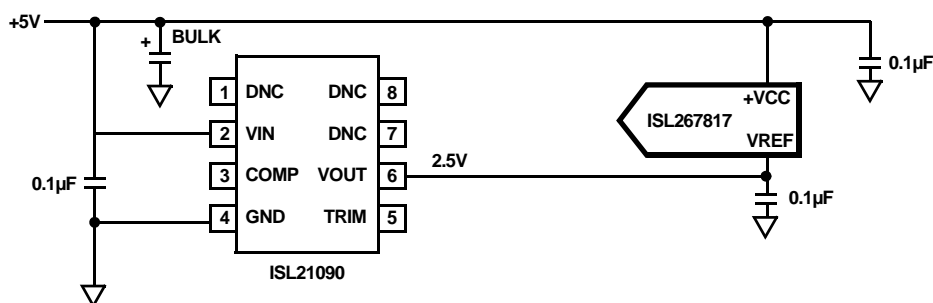 +5V
+ BULK
0.1µF
1 DNC DNC 8
+VCC
2 VIN DNC 7
ISL267817
VREF
2.5V
3 COMP VOUT 6
0.1µF
0.1µF
4 GND TRIM 5
ISL21090